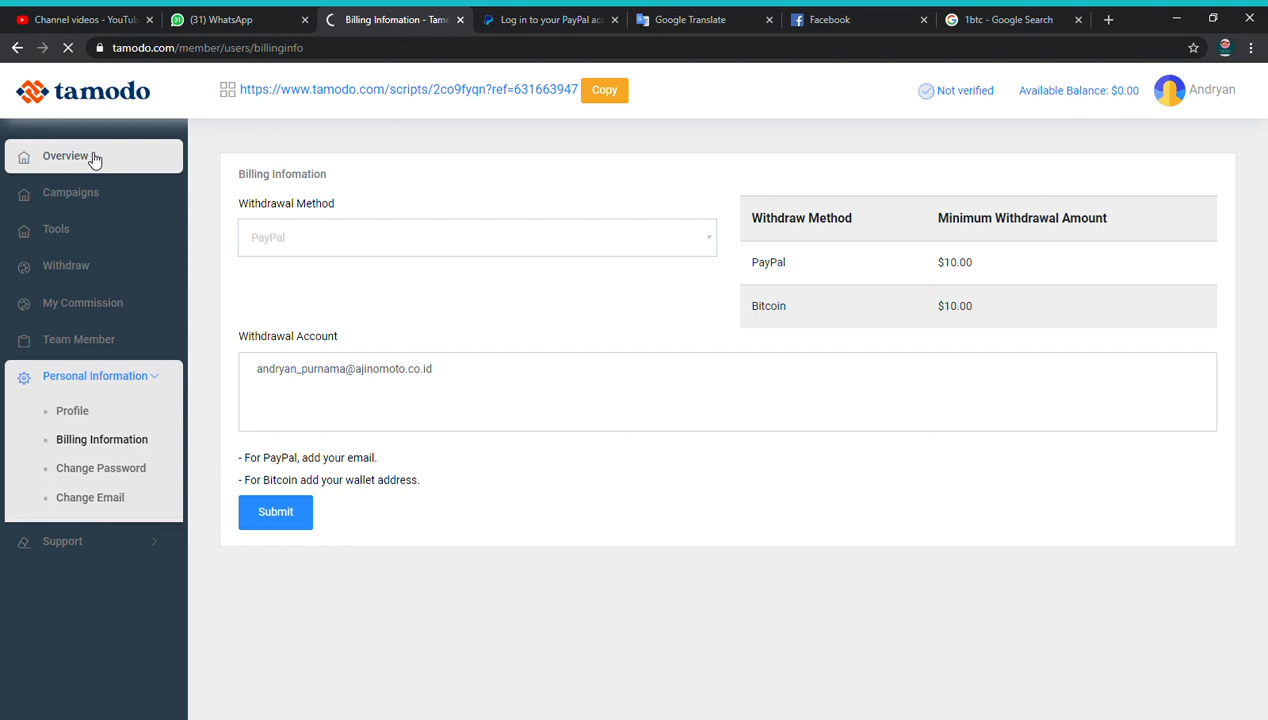 Channel videos - YouTub
(31) WhatsApp
Billing Infomation - Tamo
Log in to your PayPal acc
Google Translate
Facebook
1btc - Google Search
tamodo.com/member/users/billinginfo
tamodo
https://www.tamodo.com/scripts/2co9fyqn?ref=631663947
Copy
Not verified
Available Balance: $0.00
Andryan
Overview
Campaigns
Tools
Withdraw
My Commission
Team Member
Personal Information
Profile
Billing Information
Change Password
Change Email
Support
Billing Infomation
Withdrawal Method
PayPal
Withdraw Method Minimum Withdrawal Amount
PayPal $10.00
Bitcoin $10.00
Withdrawal Account
andryan_purnama@ajinomoto.co.id
- For PayPal, add your email.
- For Bitcoin add your wallet address.
Submit